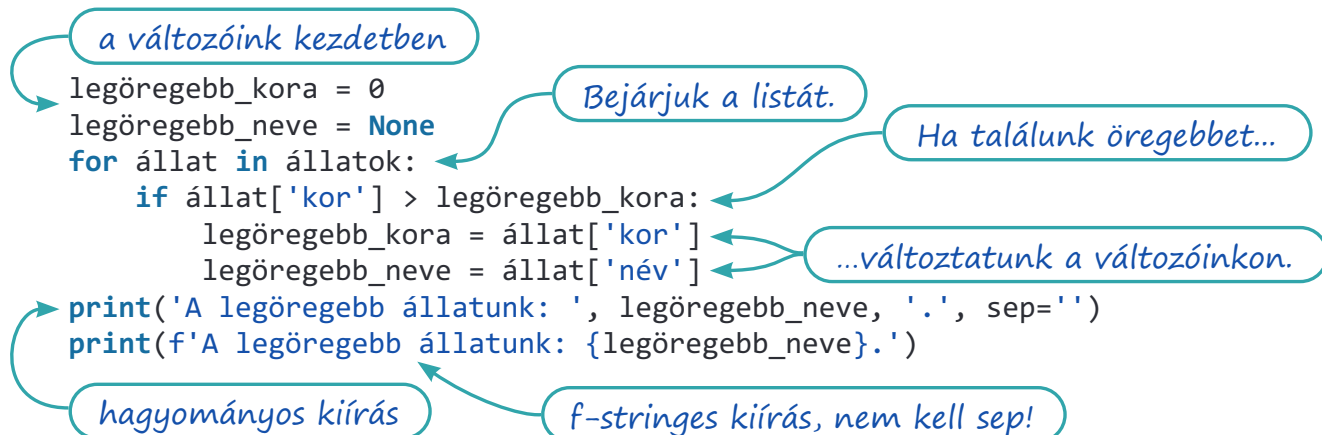 a változóink kezdetben
legöregebb_kora = 0
legöregebb_neve = None
Bejárjuk a listát.
for állat in állatok:
Ha találunk öregebbet...
    if állat['kor'] > legöregebb_kora:
        legöregebb_kora = állat['kor']
        legöregebb_neve = állat['név']
...változtatunk a változóinkon.
print('A legöregebb állatunk: ', legöregebb_neve, '.', sep='')
print(f'A legöregebb állatunk: {legöregebb_neve}.')
hagyományos kiírás
f-stringes kiírás, nem kell sep!